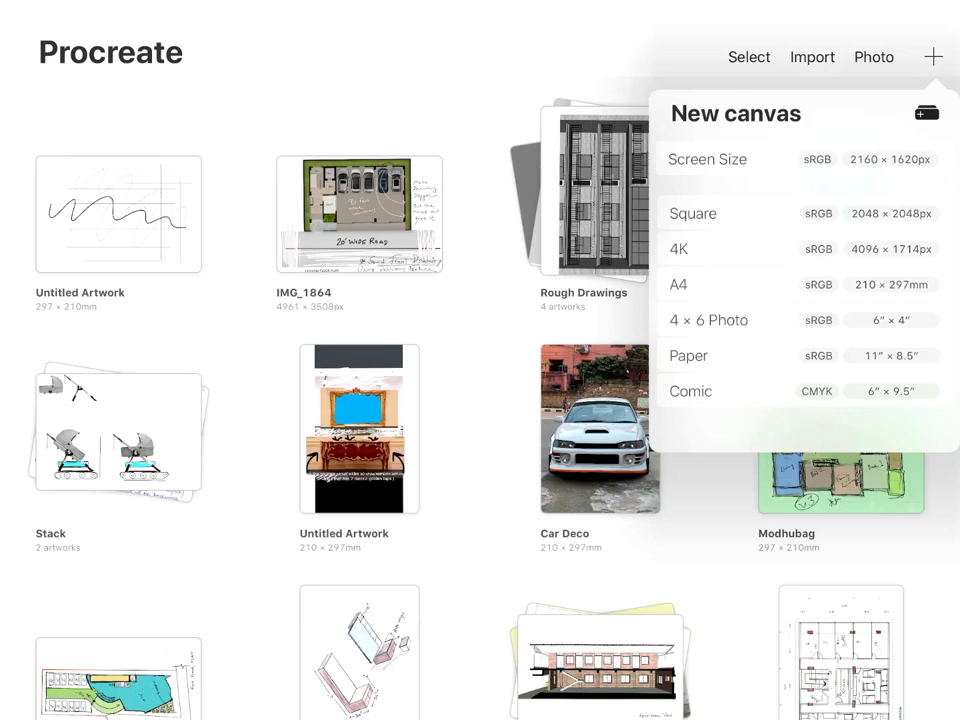 Procreate
Select Import Photo
New canvas
Screen Size sRGB 2160 × 1620px
Square sRGB 2048 × 2048px
4K sRGB 4096 × 1714px
A4 sRGB 210 × 297mm
4 × 6 Photo sRGB 6” × 4”
Paper sRGB 11” × 8.5”
Comic CMYK 6” × 9.5”
20' WIDE ROAD
Untitled Artwork
297 × 210mm
IMG_1864
4961 × 3508px
Rough Drawings
4 artworks
Stack
2 artworks
Untitled Artwork
210 × 297mm
Car Deco
210 × 297mm
Modhubag
297 × 210mm